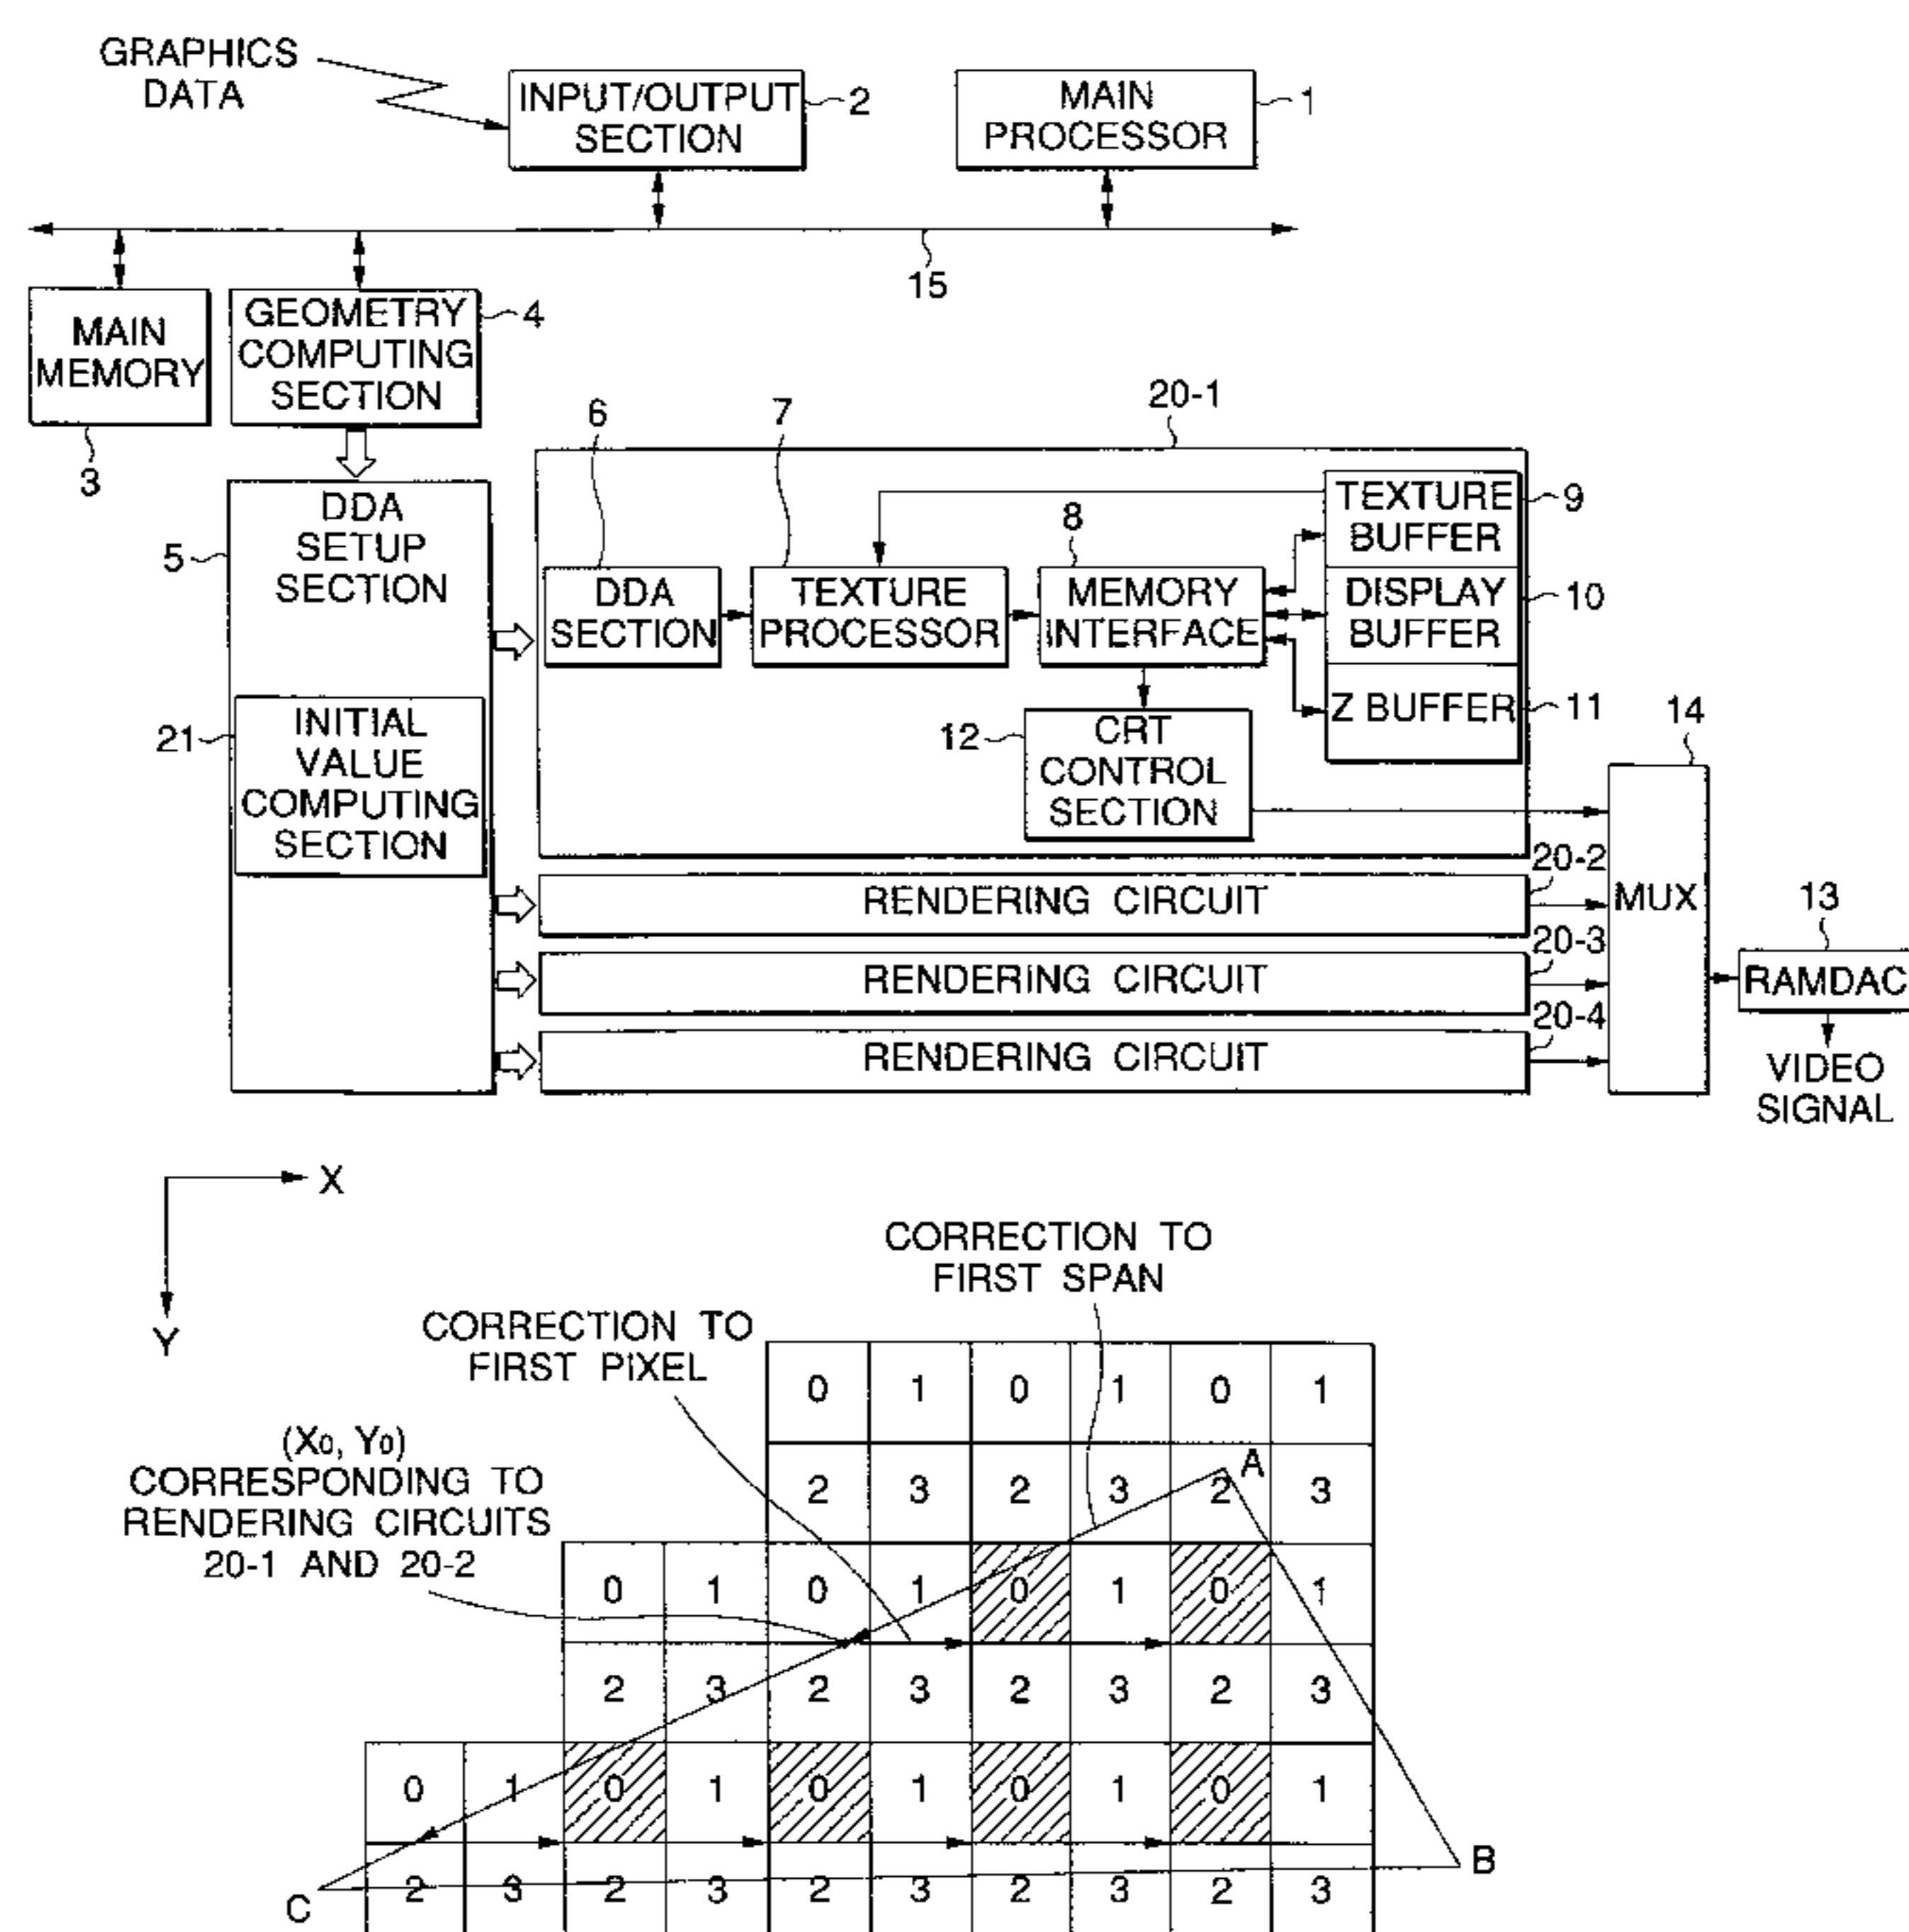 GRAPHICS
DATA
INPUT/OUTPUT
SECTION
2
MAIN
PROCESSOR
1
15
MAIN
MEMORY
3
GEOMETRY
COMPUTING
SECTION
4
20-1
6
7
8
DDA
SETUP
SECTION
5
INITIAL
VALUE
COMPUTING
SECTION
21
DDA
SECTION
TEXTURE
PROCESSOR
MEMORY
INTERFACE
TEXTURE
BUFFER
9
DISPLAY
BUFFER
10
Z BUFFER
11
12
CRT
CONTROL
SECTION
14
MUX
20-2
RENDERING CIRCUIT
20-3
RENDERING CIRCUIT
20-4
RENDERING CIRCUIT
13
RAMDAC
VIDEO
SIGNAL
X
Y
CORRECTION TO
FIRST SPAN
CORRECTION TO
FIRST PIXEL
(X0, Y0)
CORRESPONDING TO
RENDERING CIRCUITS
20-1 AND 20-2
0 1 0 1 0 1
A
2 3 2 3 2 3
0 1 0 1 0 1 0 1
2 3 2 3 2 3 2 3
0 1 0 1 0 1 0 1 0 1
B
2 3 2 3 2 3 2 3 2 3
C